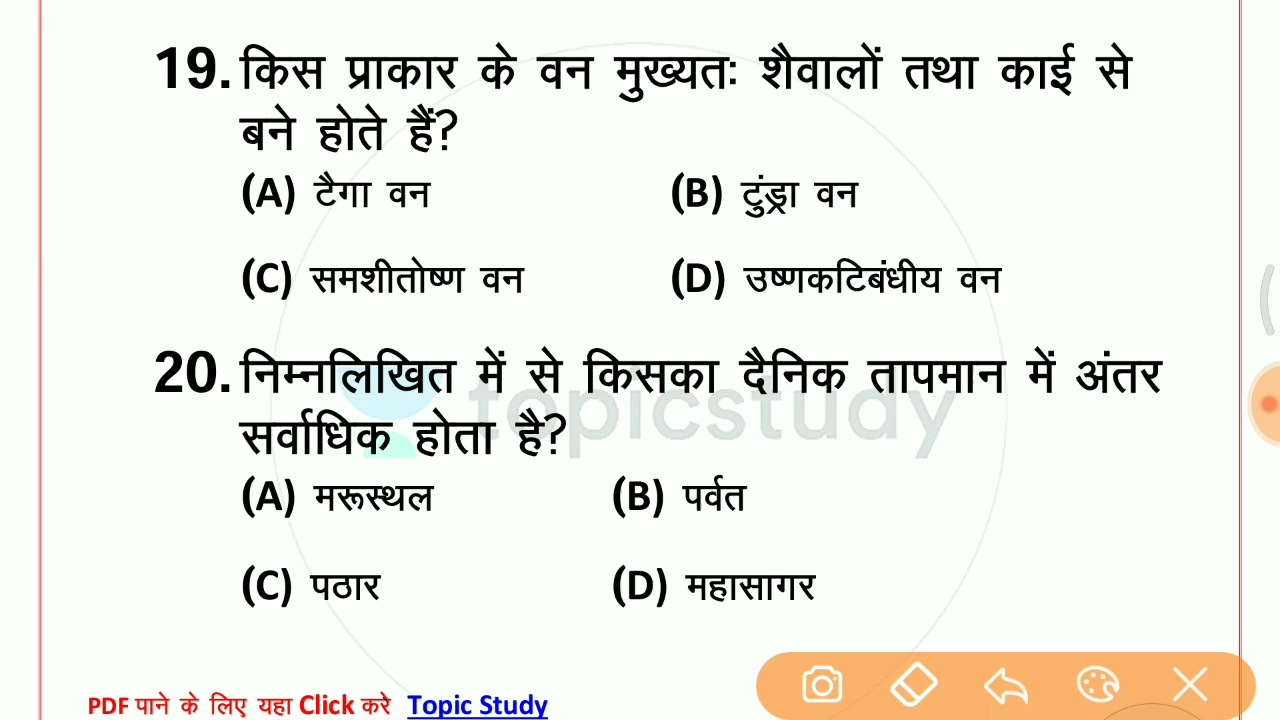 19. किस प्राकार के वन मुख्यतः शैवालों तथा काई से
बने होते हैं?
(A) टैगा वन (B) टुंड्रा वन
(C) समशीतोष्ण वन (D) उष्णकटिबंधीय वन
20. निम्नलिखित में से किसका दैनिक तापमान में अंतर
सर्वाधिक होता है?
topicstudy
(A) मरूस्थल (B) पर्वत
(C) पठार (D) महासागर
PDF पाने के लिए यहा Click करे Topic Study